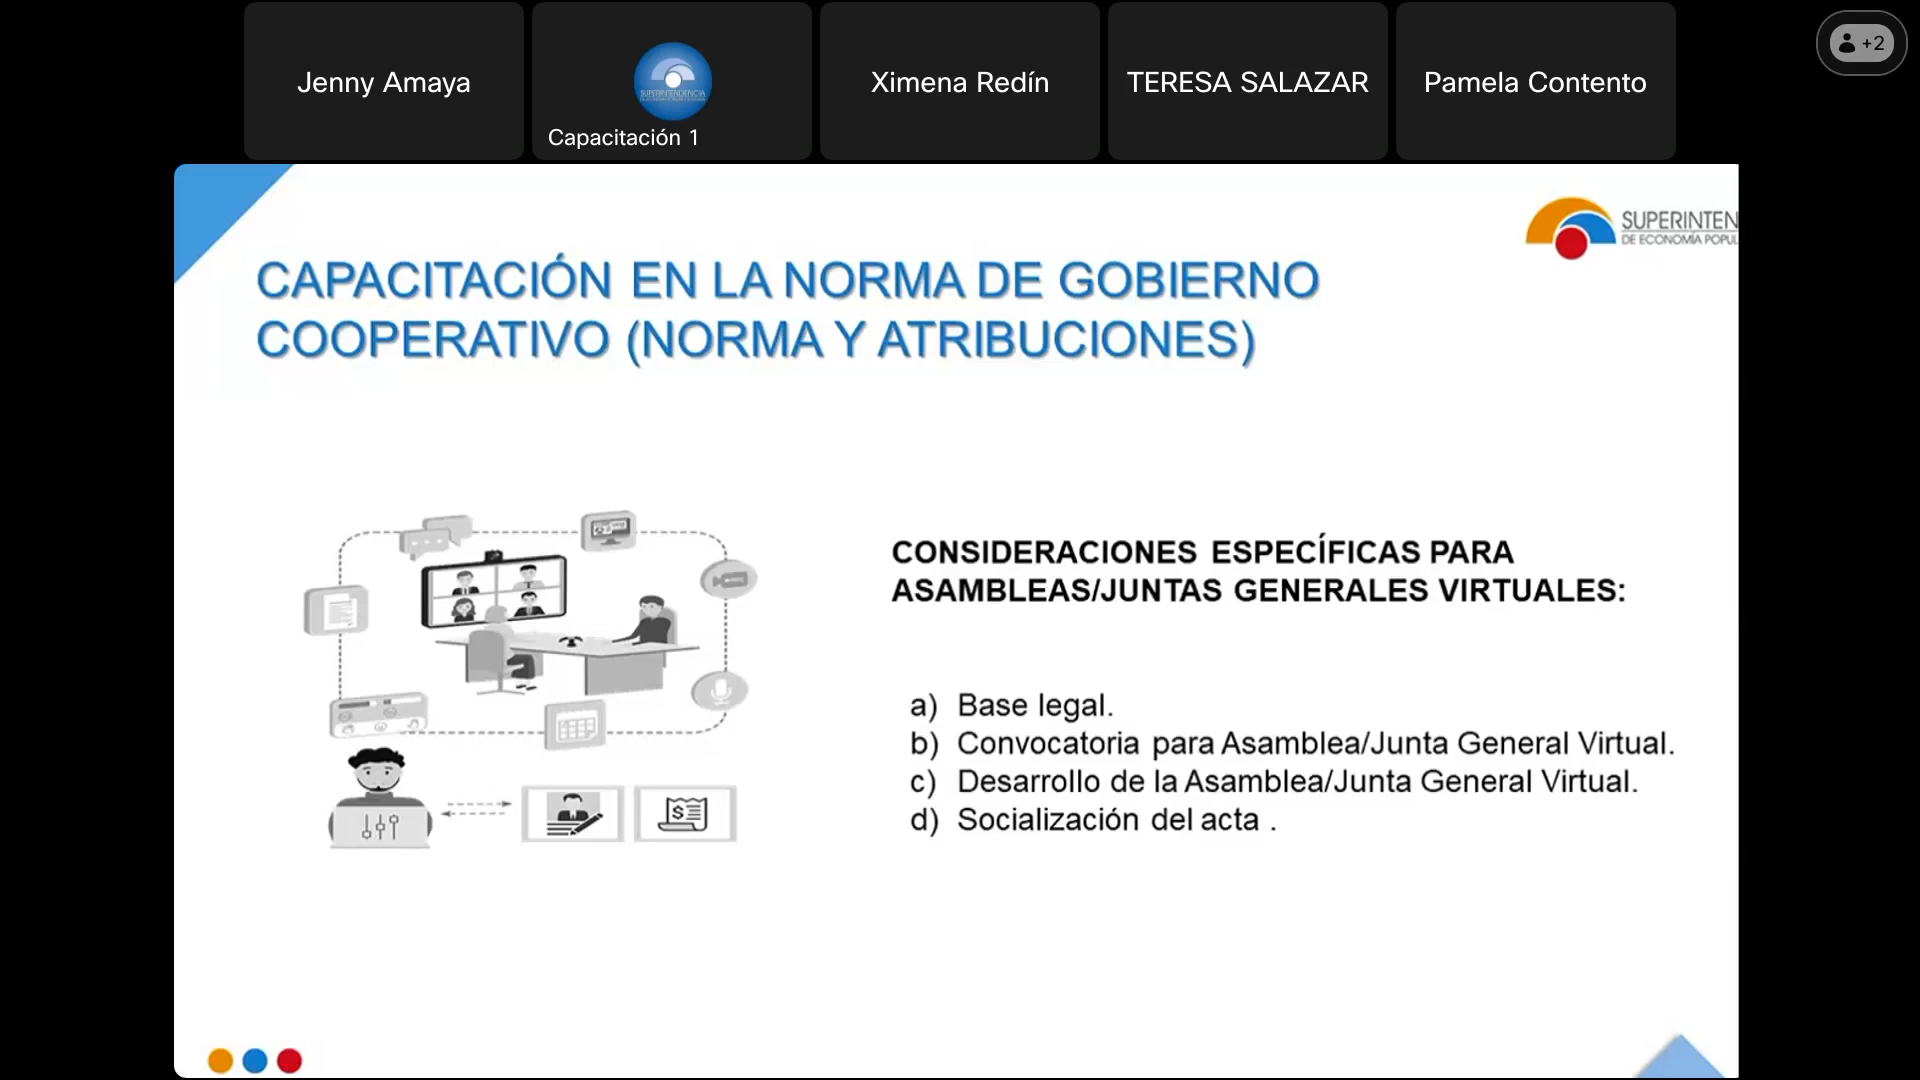 Jenny Amaya
Capacitación 1
Ximena Redín
TERESA SALAZAR
Pamela Contento
+2
SUPERINTEN
DE ECONOMÍA POPUL
CAPACITACIÓN EN LA NORMA DE GOBIERNO
COOPERATIVO (NORMA Y ATRIBUCIONES)
CONSIDERACIONES ESPECÍFICAS PARA
ASAMBLEAS/JUNTAS GENERALES VIRTUALES:
a) Base legal.
b) Convocatoria para Asamblea/Junta General Virtual.
c) Desarrollo de la Asamblea/Junta General Virtual.
d) Socialización del acta .